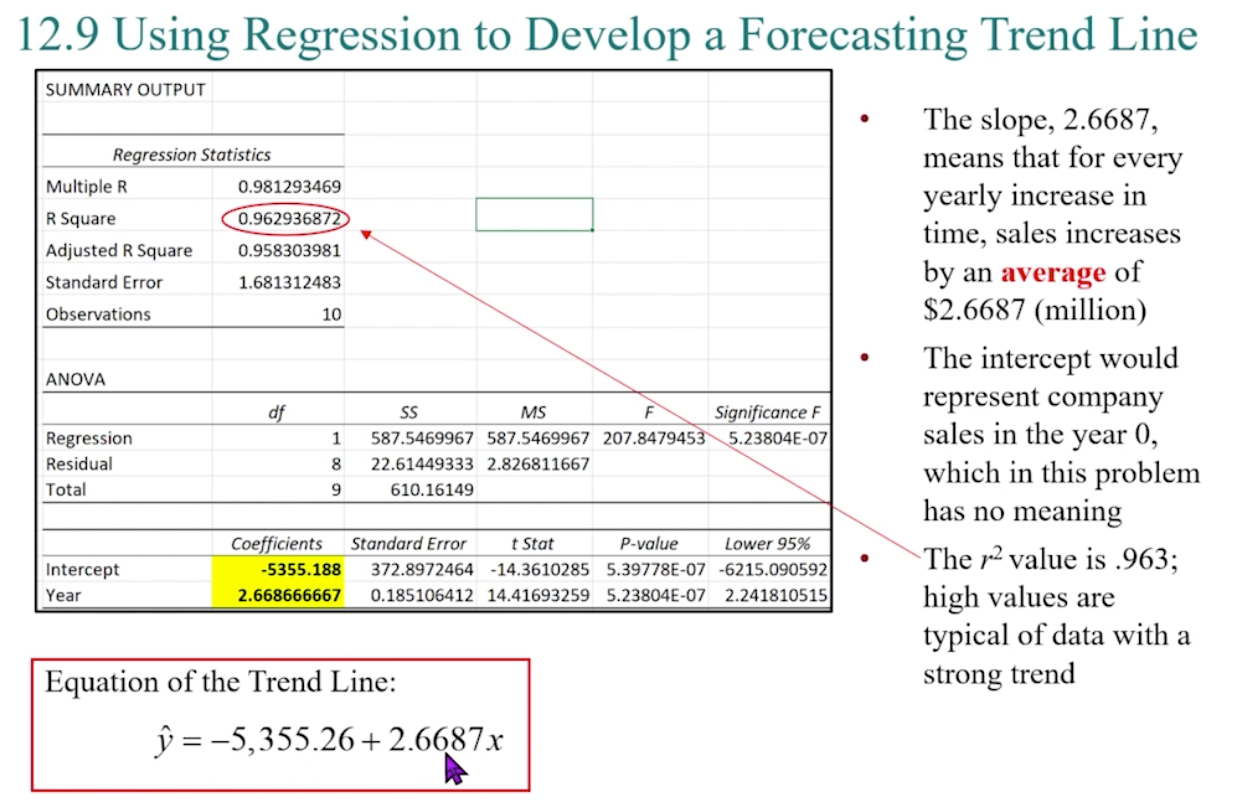 12.9 Using Regression to Develop a Forecasting Trend Line
SUMMARY OUTPUT
Regression Statistics
Multiple R 0.981293469
R Square 0.962936872
Adjusted R Square 0.958303981
Standard Error 1.681312483
Observations 10
ANOVA
df SS MS F Significance F
Regression 1 587.5469967 587.5469967 207.8479453 5.23804E-07
Residual 8 22.61449333 2.826811667
Total 9 610.16149
Coefficients Standard Error t Stat P-value Lower 95%
Intercept -5355.188 372.8972464 -14.3610285 5.39778E-07 -6215.090592
Year 2.668666667 0.185106412 14.41693259 5.23804E-07 2.241810515
Equation of the Trend Line:
ŷ = −5,355.26 + 2.6687x
• The slope, 2.6687,
means that for every
yearly increase in
time, sales increases
by an average of
$2.6687 (million)
• The intercept would
represent company
sales in the year 0,
which in this problem
has no meaning
• The r² value is .963;
high values are
typical of data with a
strong trend